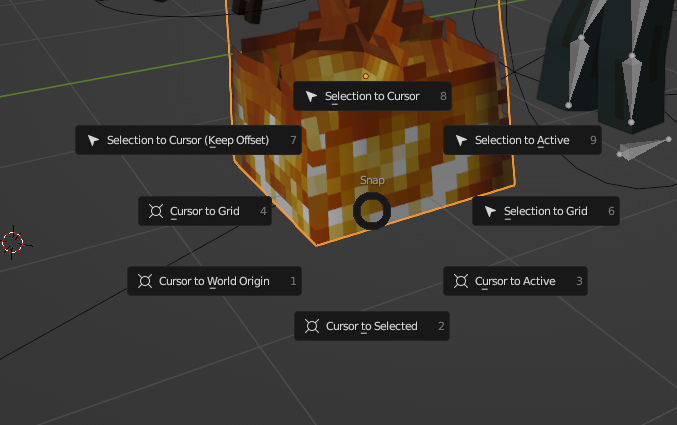 Selection to Cursor 8
Selection to Cursor (Keep Offset) 7
Selection to Active 9
Snap
Cursor to Grid 4
Selection to Grid 6
Cursor to World Origin 1
Cursor to Active 3
Cursor to Selected 2